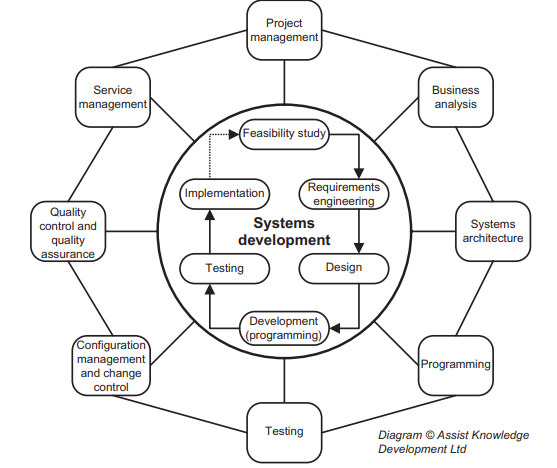 Project
management
Service
management
Business
analysis
Feasibility study
Implementation
Requirements
engineering
Quality
control and
quality
assurance
Systems
development
Systems
architecture
Testing
Design
Development
(programming)
Configuration
management
and change
control
Programming
Testing
Diagram © Assist Knowledge
Development Ltd